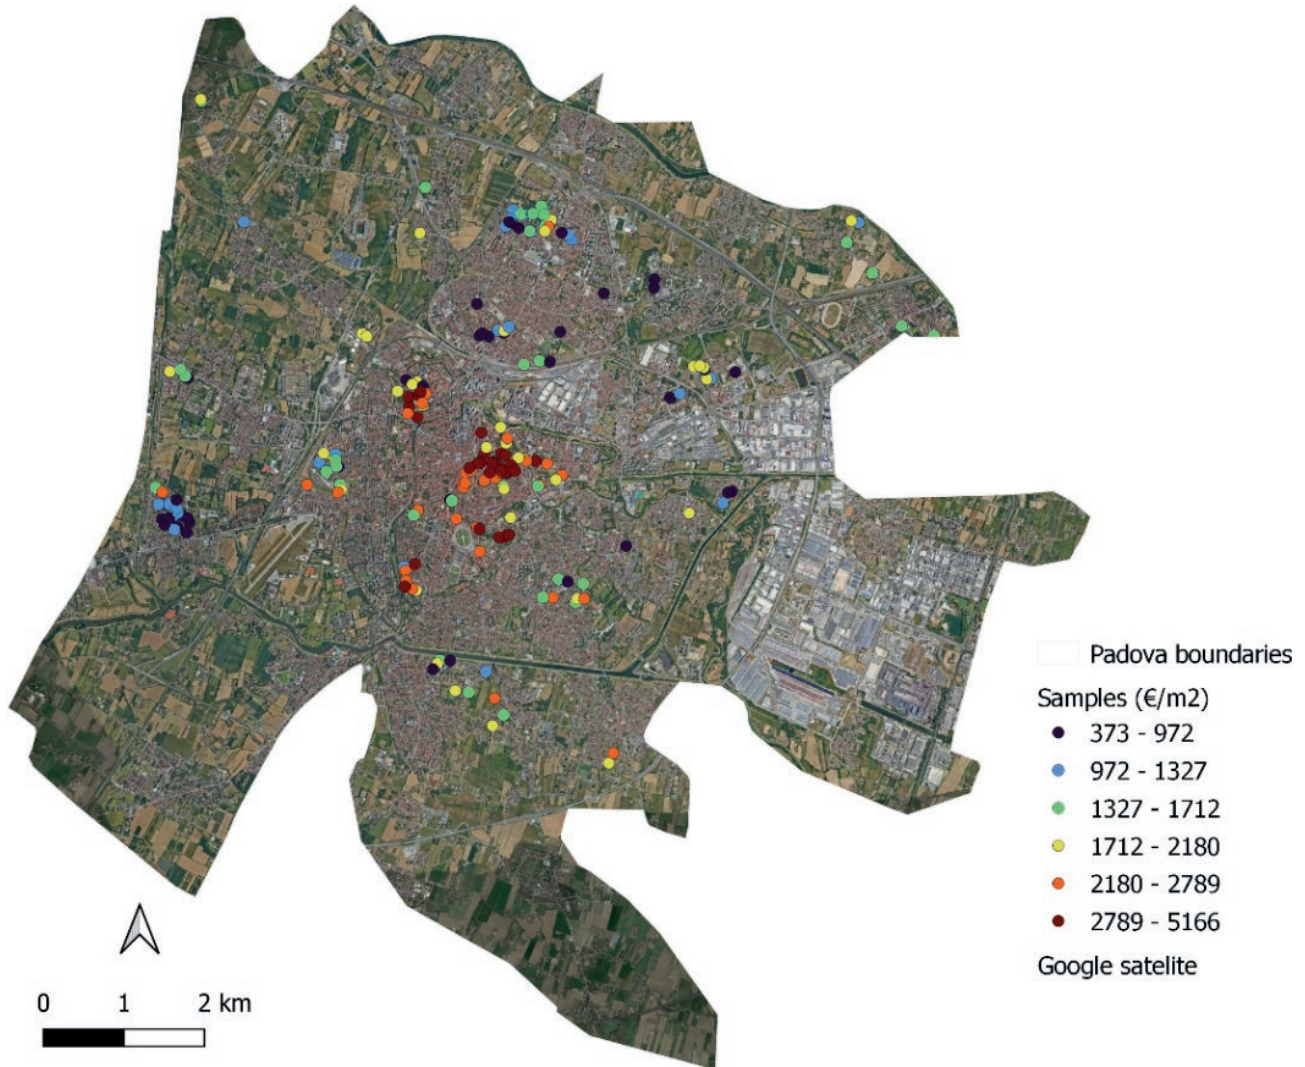 Padova boundaries
Samples (€/m2)
373 - 972
972 - 1327
1327 - 1712
1712 - 2180
2180 - 2789
2789 - 5166
Google satelite
0 1 2 km